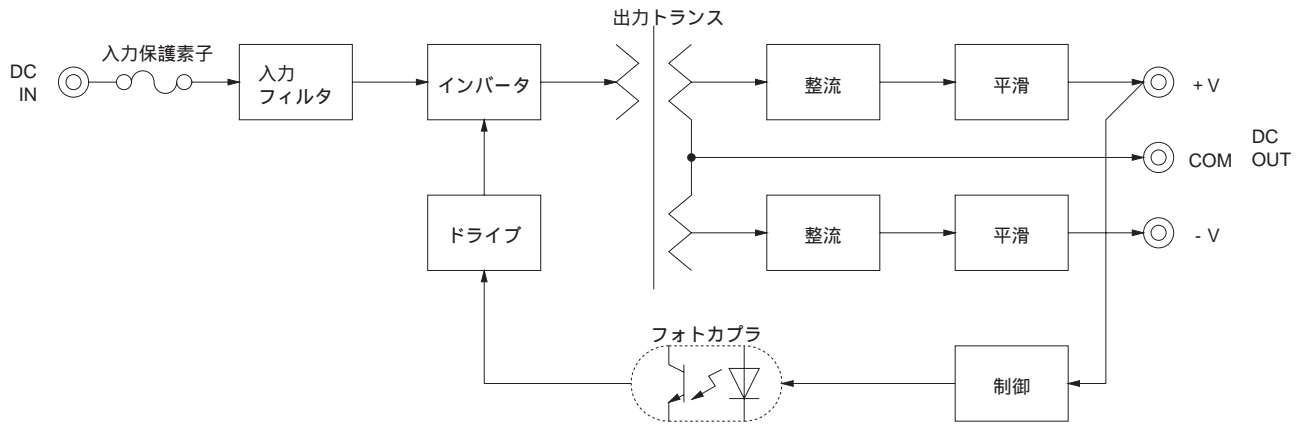 出力トランス
入力保護素子
DC
IN
入力
フィルタ
インバータ
整流
平滑
+ V
COM
DC
OUT
ドライブ
整流
平滑
- V
フォトカプラ
制御